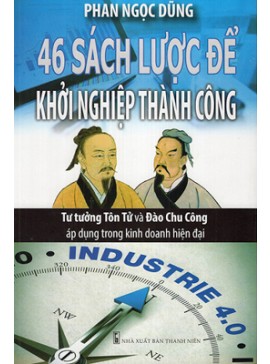 PHAN NGỌC DŨNG
46 SÁCH LƯỢC ĐỂ
KHỞI NGHIỆP THÀNH CÔNG
Tư tưởng Tôn Tử và Đào Chu Công
áp dụng trong kinh doanh hiện đại
INDUSTRIE 4.0
N
NW
W
NHÀ XUẤT BẢN THANH NIÊN